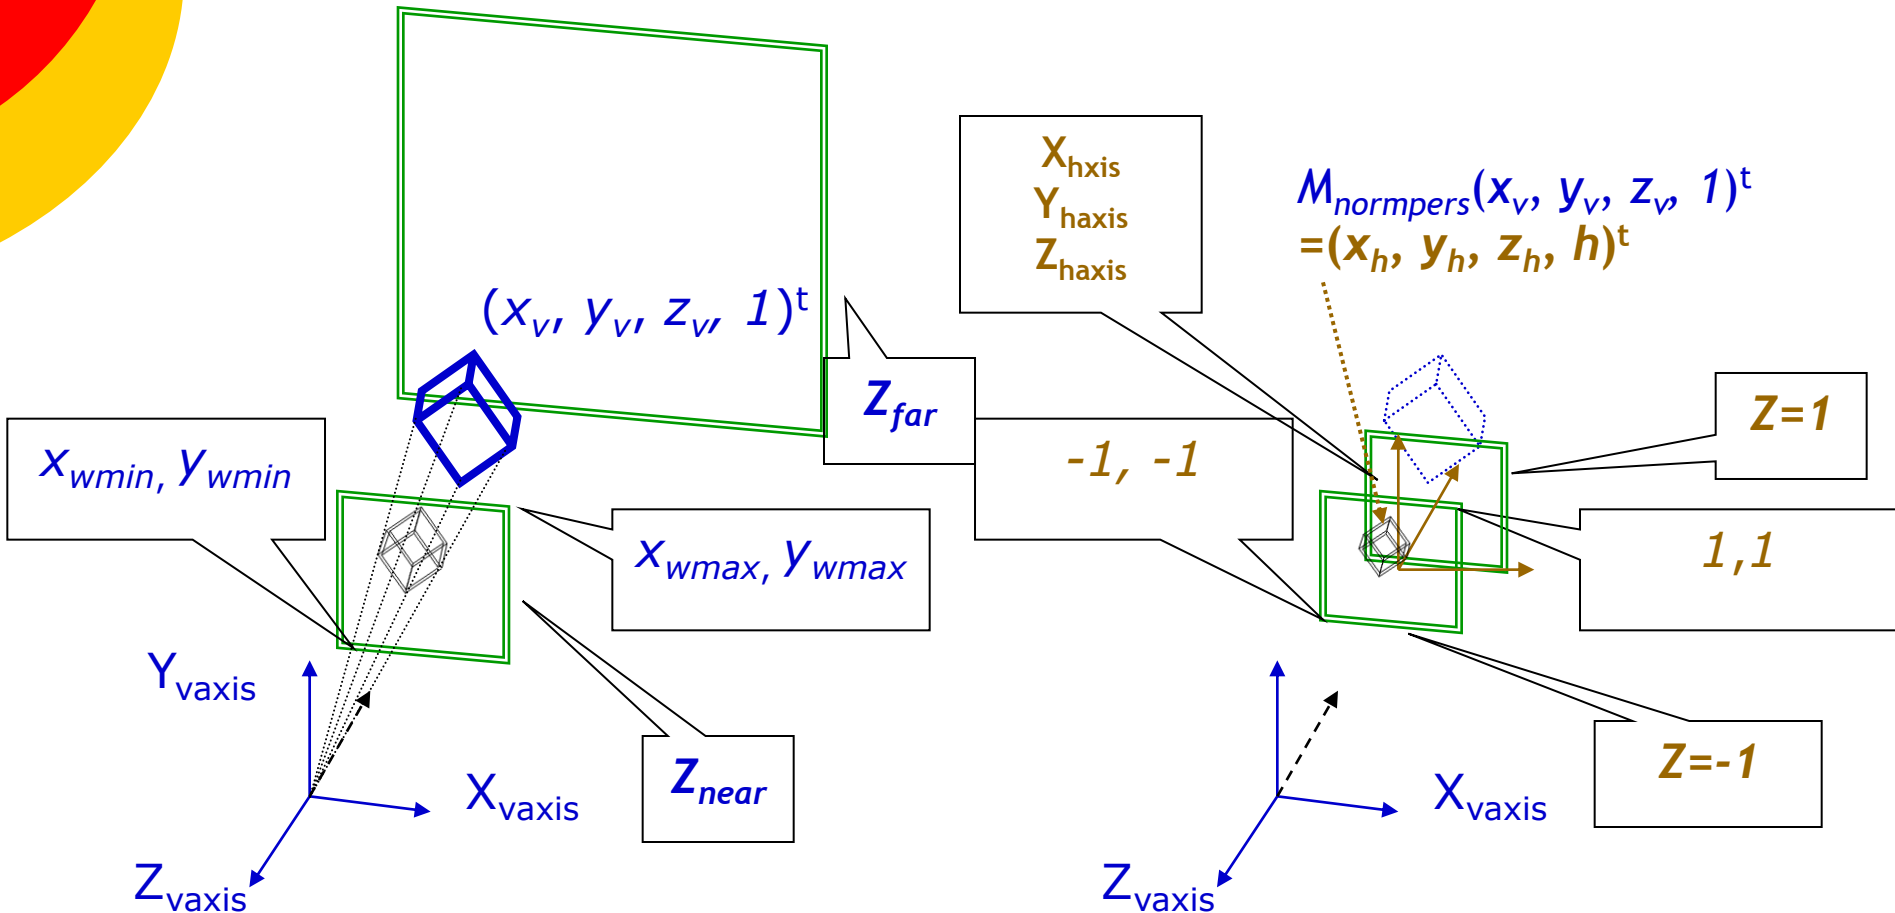 (x_v, y_v, z_v, 1)^t
Z_far
x_wmin, y_wmin
x_wmax, y_wmax
Y_vaxis
Z_near
X_vaxis
Z_vaxis
X_hxis
Y_haxis
Z_haxis
M_normpers(x_v, y_v, z_v, 1)^t
=(x_h, y_h, z_h, h)^t
Z=1
-1, -1
1,1
Z=-1
X_vaxis
Z_vaxis